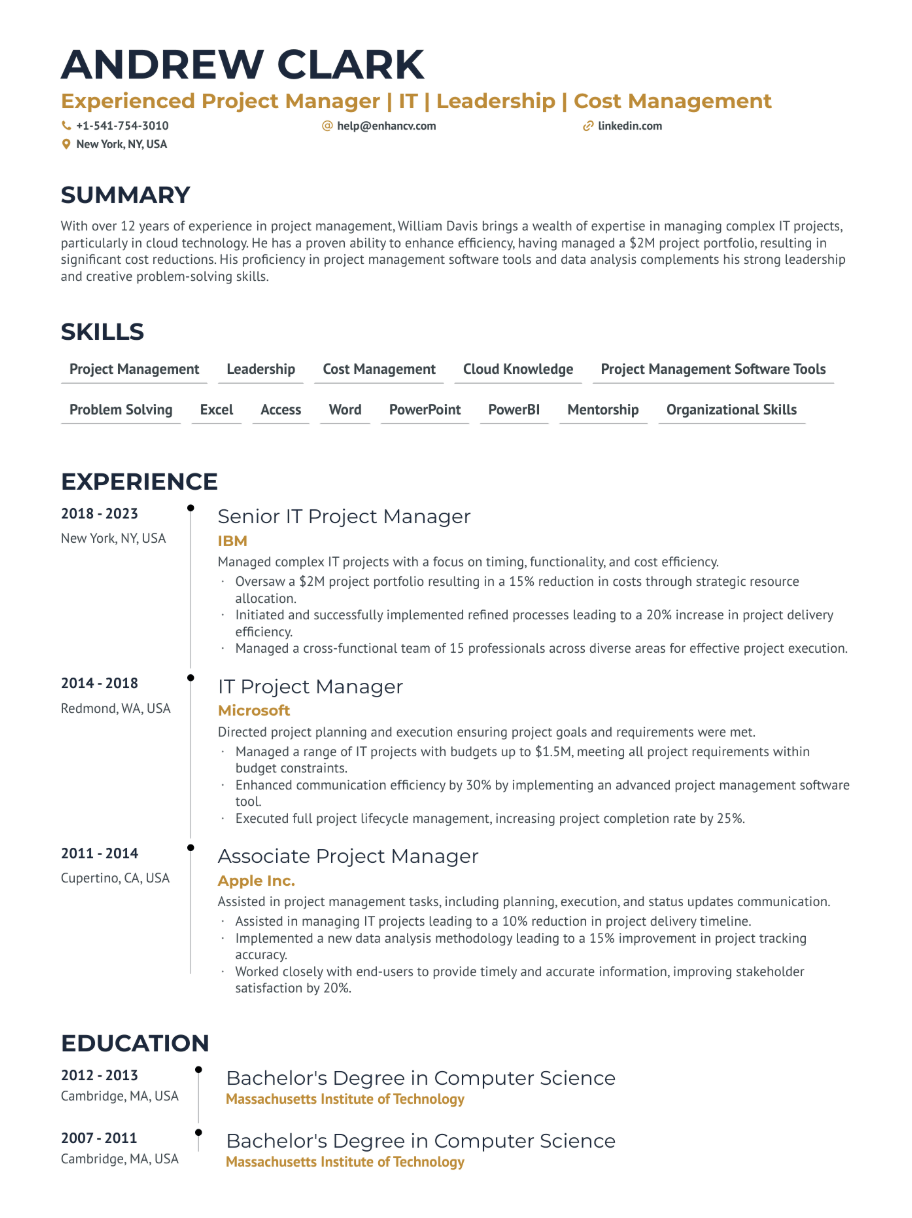 ANDREW CLARK
Experienced Project Manager | IT | Leadership | Cost Management
+1-541-754-3010 help@enhancv.com linkedin.com
New York, NY, USA
SUMMARY
With over 12 years of experience in project management, William Davis brings a wealth of expertise in managing complex IT projects,
particularly in cloud technology. He has a proven ability to enhance efficiency, having managed a $2M project portfolio, resulting in
significant cost reductions. His proficiency in project management software tools and data analysis complements his strong leadership
and creative problem-solving skills.
SKILLS
Project Management Leadership Cost Management Cloud Knowledge Project Management Software Tools
Problem Solving Excel Access Word PowerPoint PowerBI Mentorship Organizational Skills
EXPERIENCE
2018 - 2023
New York, NY, USA
Senior IT Project Manager
IBM
Managed complex IT projects with a focus on timing, functionality, and cost efficiency.
· Oversaw a $2M project portfolio resulting in a 15% reduction in costs through strategic resource
allocation.
· Initiated and successfully implemented refined processes leading to a 20% increase in project delivery
efficiency.
· Managed a cross-functional team of 15 professionals across diverse areas for effective project execution.
2014 - 2018
Redmond, WA, USA
IT Project Manager
Microsoft
Directed project planning and execution ensuring project goals and requirements were met.
· Managed a range of IT projects with budgets up to $1.5M, meeting all project requirements within
budget constraints.
· Enhanced communication efficiency by 30% by implementing an advanced project management software
tool.
· Executed full project lifecycle management, increasing project completion rate by 25%.
2011 - 2014
Cupertino, CA, USA
Associate Project Manager
Apple Inc.
Assisted in project management tasks, including planning, execution, and status updates communication.
· Assisted in managing IT projects leading to a 10% reduction in project delivery timeline.
· Implemented a new data analysis methodology leading to a 15% improvement in project tracking
accuracy.
· Worked closely with end-users to provide timely and accurate information, improving stakeholder
satisfaction by 20%.
EDUCATION
2012 - 2013
Cambridge, MA, USA
Bachelor's Degree in Computer Science
Massachusetts Institute of Technology
2007 - 2011
Cambridge, MA, USA
Bachelor's Degree in Computer Science
Massachusetts Institute of Technology